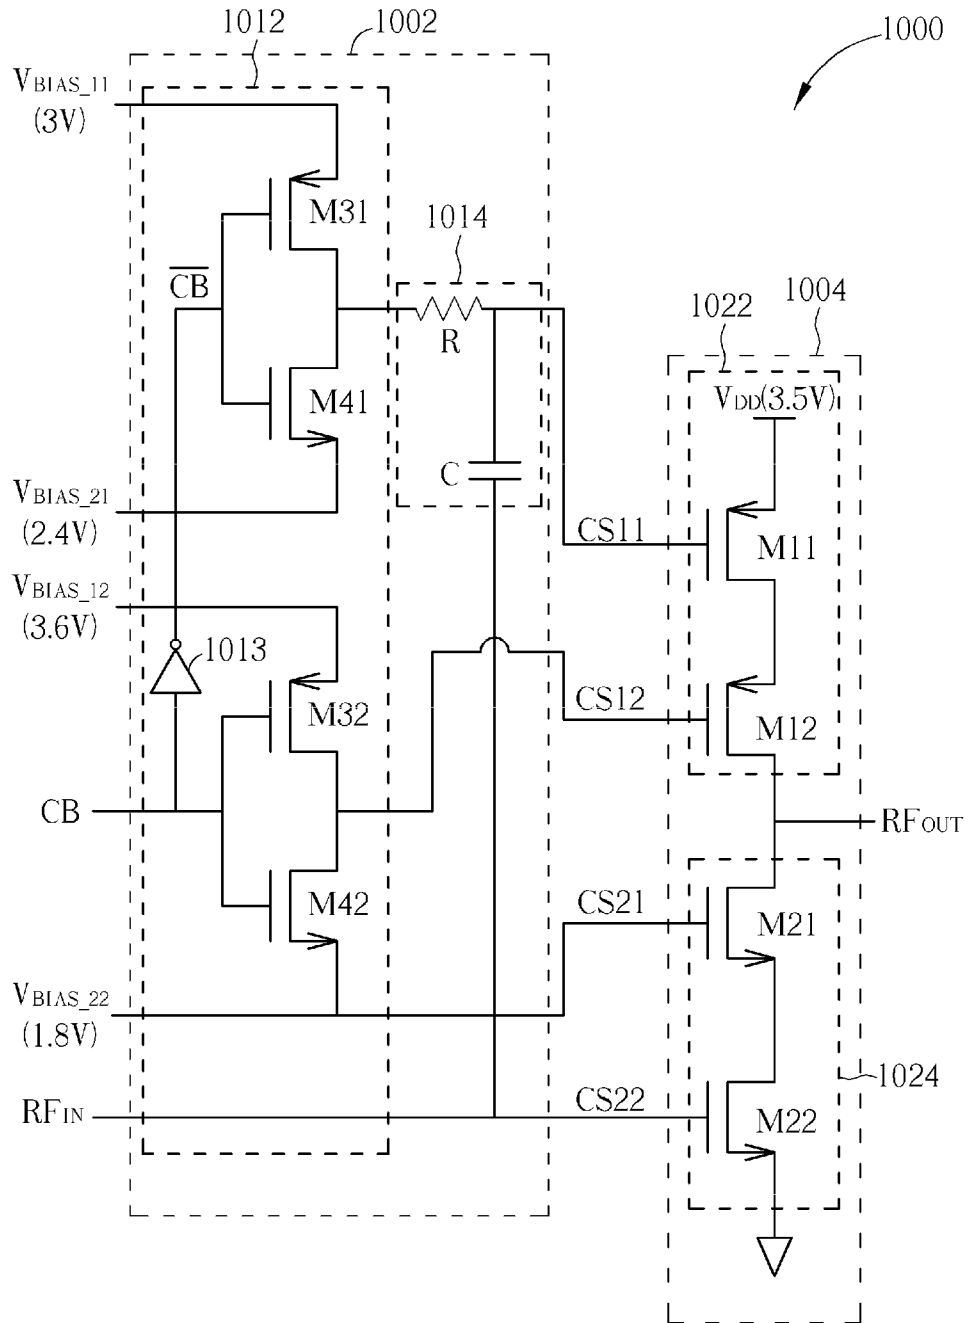 1012
1002
1000
VBIAS_11
(3V)
M31
1014
CB
R
1022
1004
VDD(3.5V)
M41
C
VBIAS_21
(2.4V)
CS11
M11
VBIAS_12
(3.6V)
1013
M32
CS12
M12
CB
RFOUT
M42
CS21
M21
VBIAS_22
(1.8V)
1024
RFIN
CS22
M22